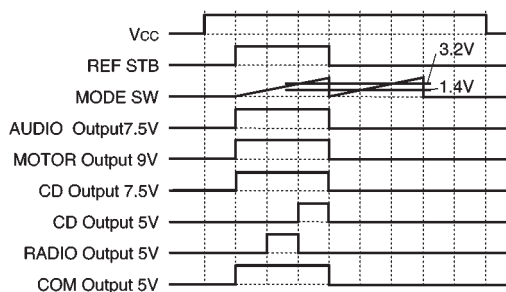 Vcc
REF STB
3.2V
MODE SW
1.4V
AUDIO Output7.5V
MOTOR Output 9V
CD Output 7.5V
CD Output 5V
RADIO Output 5V
COM Output 5V